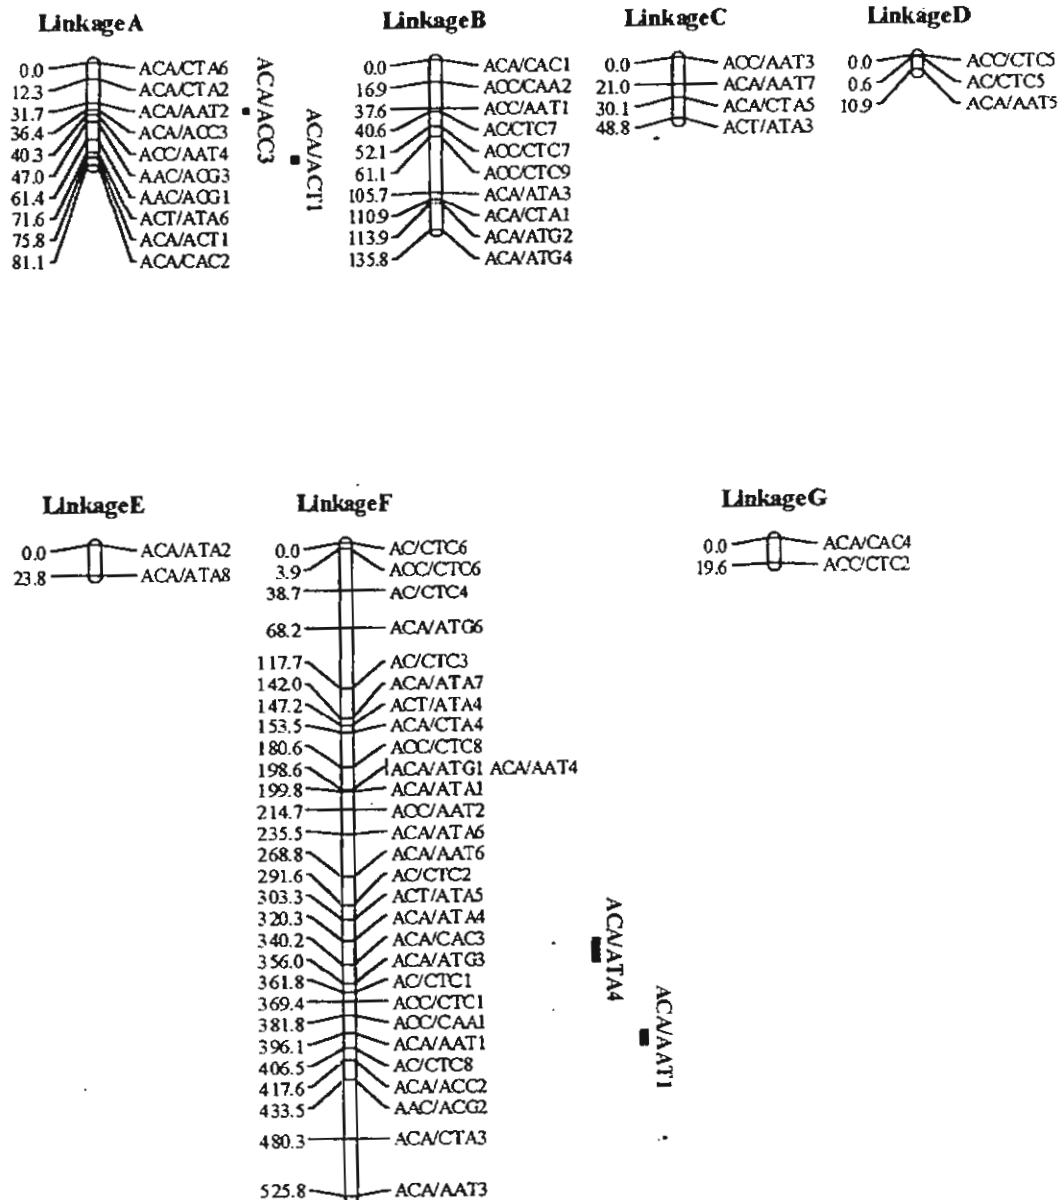 LinkageA
0.0 ACA/CTA6
12.3 ACA/CTA2
31.7 ACA/AAT2
36.4 ACA/ACC3
40.3 ACC/AAT4
47.0 AAC/ACG3
61.4 AAC/ACG1
71.6 ACT/ATA6
75.8 ACA/ACT1
81.1 ACA/CAC2
ACA/ACC3
ACA/ACT1
LinkageB
0.0 ACA/CAC1
16.9 ACC/CAA2
37.6 ACC/AAT1
40.6 ACCTC7
52.1 ACC/CTC7
61.1 ACC/CTC9
105.7 ACA/ATA3
110.9 ACA/CTA1
113.9 ACA/ATG2
135.8 ACA/ATG4
LinkageC
0.0 ACC/AAT3
21.0 ACA/AAT7
30.1 ACA/CTA5
48.8 ACT/ATA3
LinkageD
0.0 ACC/CTC5
0.6 AC/CTC5
10.9 ACA/AAT5
LinkageE
0.0 ACA/ATA2
23.8 ACA/ATA8
LinkageF
0.0 AC/CTC6
3.9 ACC/CTC6
38.7 AC/CTC4
68.2 ACA/ATG6
117.7 AC/CTC3
142.0 ACA/ATA7
147.2 ACT/ATA4
153.5 ACA/CTA4
180.6 ACC/CTC8
198.6 ACA/ATG1 ACA/AAT4
199.8 ACA/ATA1
214.7 ACC/AAT2
235.5 ACA/ATA6
268.8 ACA/AAT6
291.6 AC/CTC2
303.3 ACT/ATA5
320.3 ACA/ATA4
340.2 ACA/CAC3
356.0 ACA/ATG3
361.8 AC/CTC1
369.4 ACC/CTC1
381.8 ACC/CAA1
396.1 ACA/AAT1
406.5 AC/CTC8
417.6 ACA/ACC2
433.5 AAC/ACG2
480.3 ACA/CTA3
525.8 ACA/AAT3
ACA/ATA4
ACA/AAT1
LinkageG
0.0 ACA/CAC4
19.6 ACC/CTC2